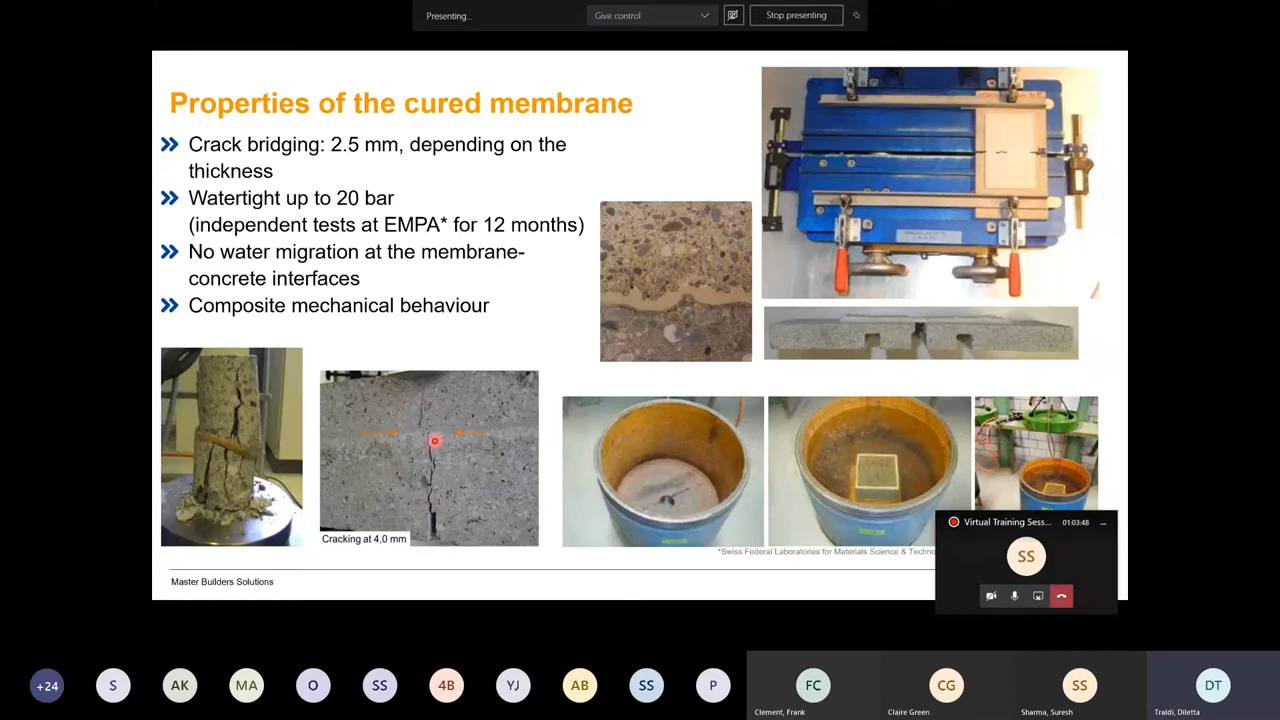 Presenting...
Give control
Stop presenting
Properties of the cured membrane
Crack bridging: 2.5 mm, depending on the
thickness
Watertight up to 20 bar
(independent tests at EMPA* for 12 months)
No water migration at the membrane-
concrete interfaces
Composite mechanical behaviour
Cracking at 4,0 mm
*Swiss Federal Laboratories for Materials Science & Techno
Master Builders Solutions
Virtual Training Sess...
01:03:48
SS
+24
S
AK
MA
O
SS
4B
YJ
AB
SS
P
FC
CG
SS
DT
Clement, Frank
Claire Green
Sharma, Suresh
Traldi, Diletta